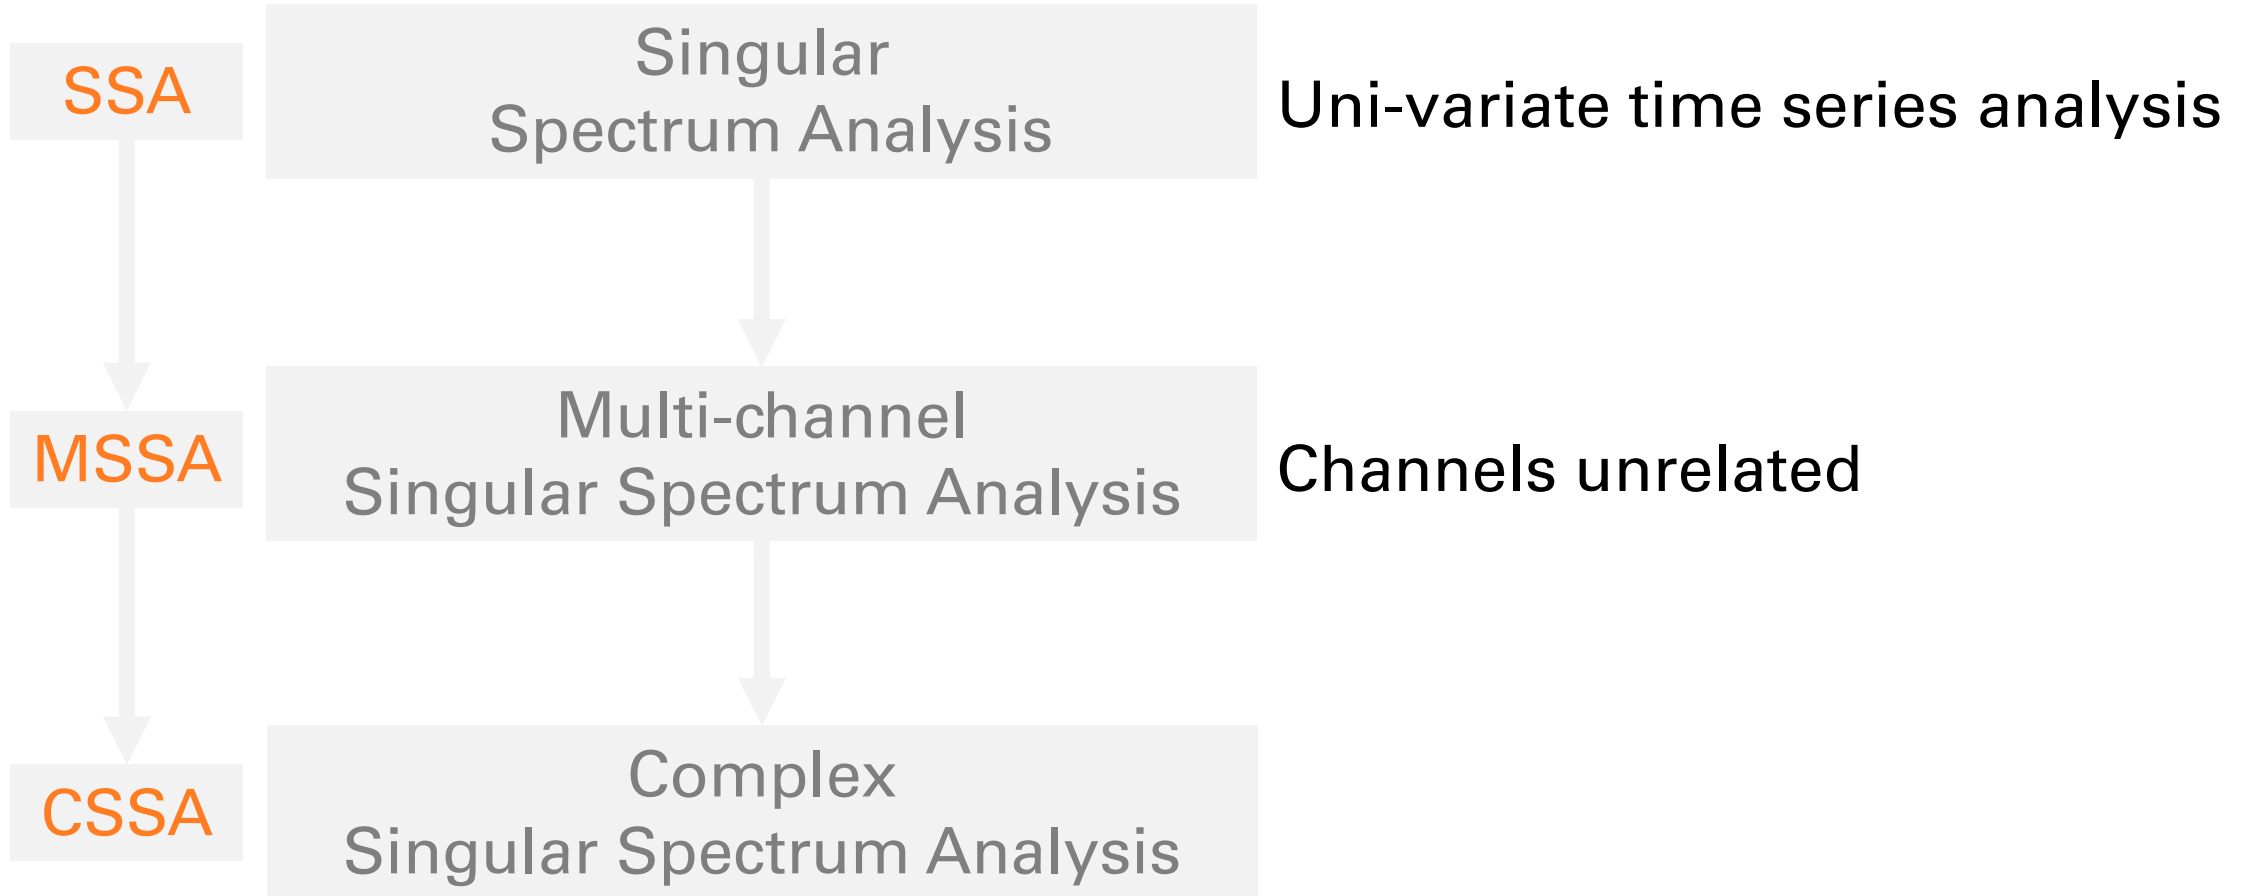 SSA
Singular
Spectrum Analysis
Uni-variate time series analysis
MSSA
Multi-channel
Singular Spectrum Analysis
Channels unrelated
CSSA
Complex
Singular Spectrum Analysis